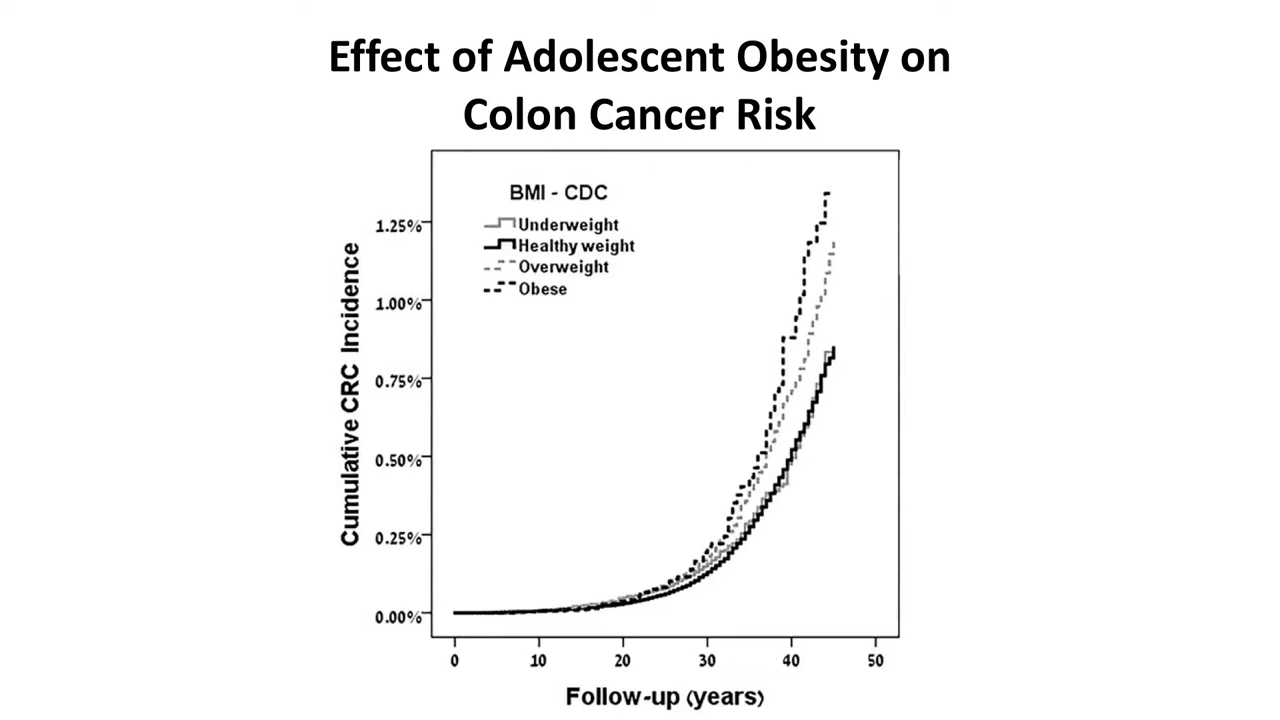 Effect of Adolescent Obesity on
Colon Cancer Risk
BMI - CDC
Underweight
Healthy weight
Overweight
Obese
Cumulative CRC Incidence
1.25%
1.00%
0.75%
0.50%
0.25%
0.00%
0 10 20 30 40 50
Follow-up (years)